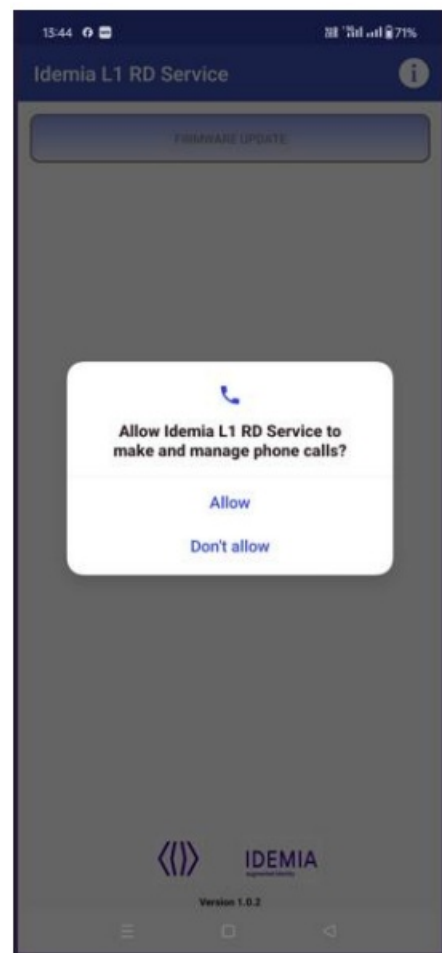 13:44
71%
Idemia L1 RD Service
FIRMWARE UPDATE
Allow Idemia L1 RD Service to
make and manage phone calls?
Allow
Don't allow
IDEMIA
Version 1.0.2